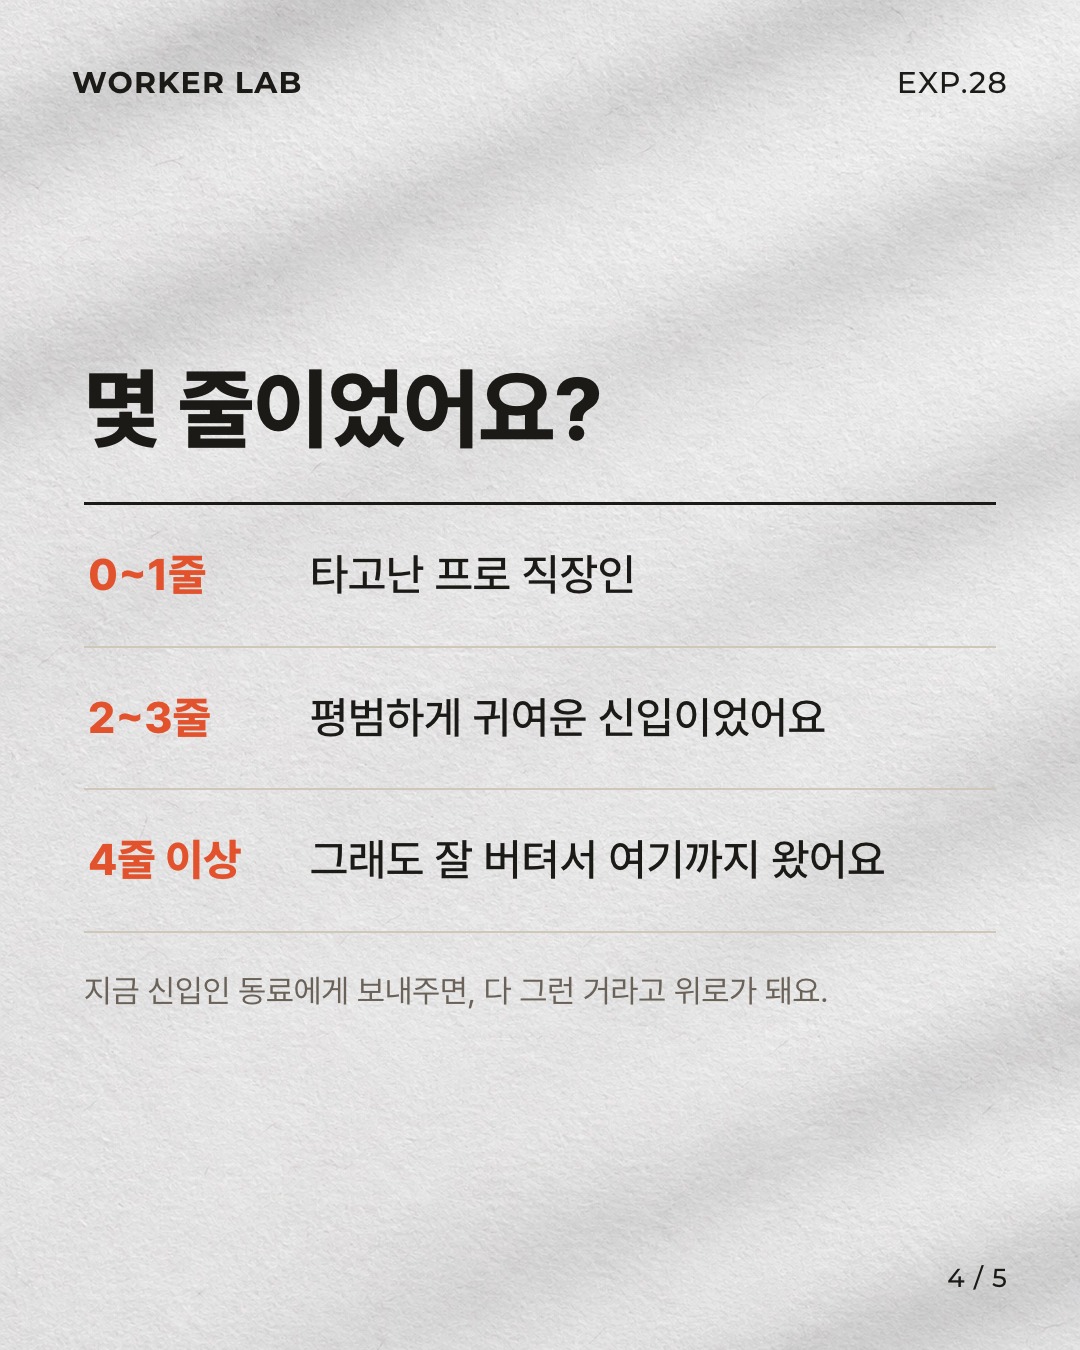 WORKER LAB
EXP.28
몇 줄이었어요?
0~1줄 타고난 프로 직장인
2~3줄 평범하게 귀여운 신입이었어요
4줄 이상 그래도 잘 버텨서 여기까지 왔어요
지금 신입인 동료에게 보내주면, 다 그런 거라고 위로가 돼요.
4 / 5